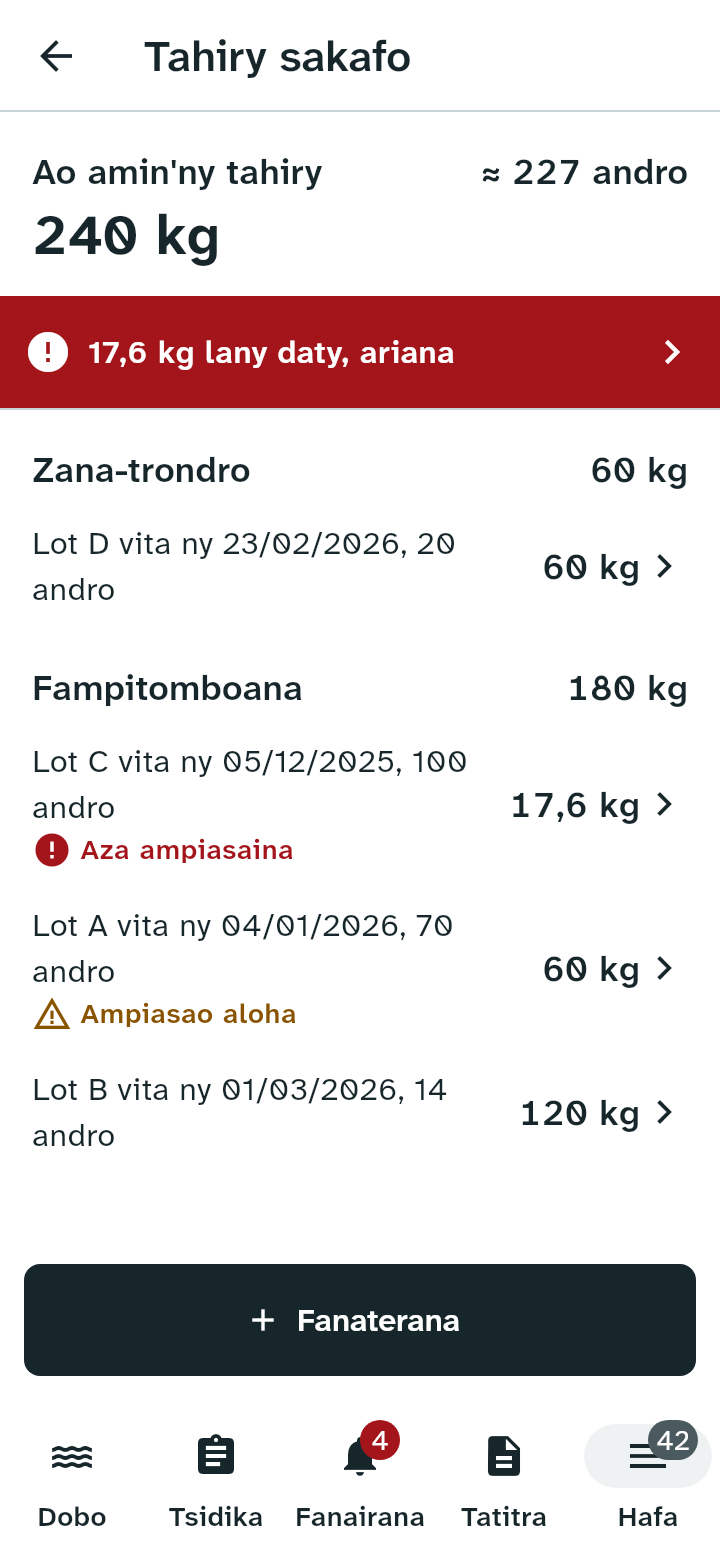 Tahiry sakafo
Ao amin'ny tahiry
≈ 227 andro
240 kg
17,6 kg lany daty, ariana
Zana-trondro
60 kg
Lot D vita ny 23/02/2026, 20
andro
60 kg
Fampitomboana
180 kg
Lot C vita ny 05/12/2025, 100
andro
17,6 kg
Aza ampiasaina
Lot A vita ny 04/01/2026, 70
andro
60 kg
Ampiasao aloha
Lot B vita ny 01/03/2026, 14
andro
120 kg
+ Fanaterana
4
42
Dobo
Tsidika
Fanairana
Tatitra
Hafa